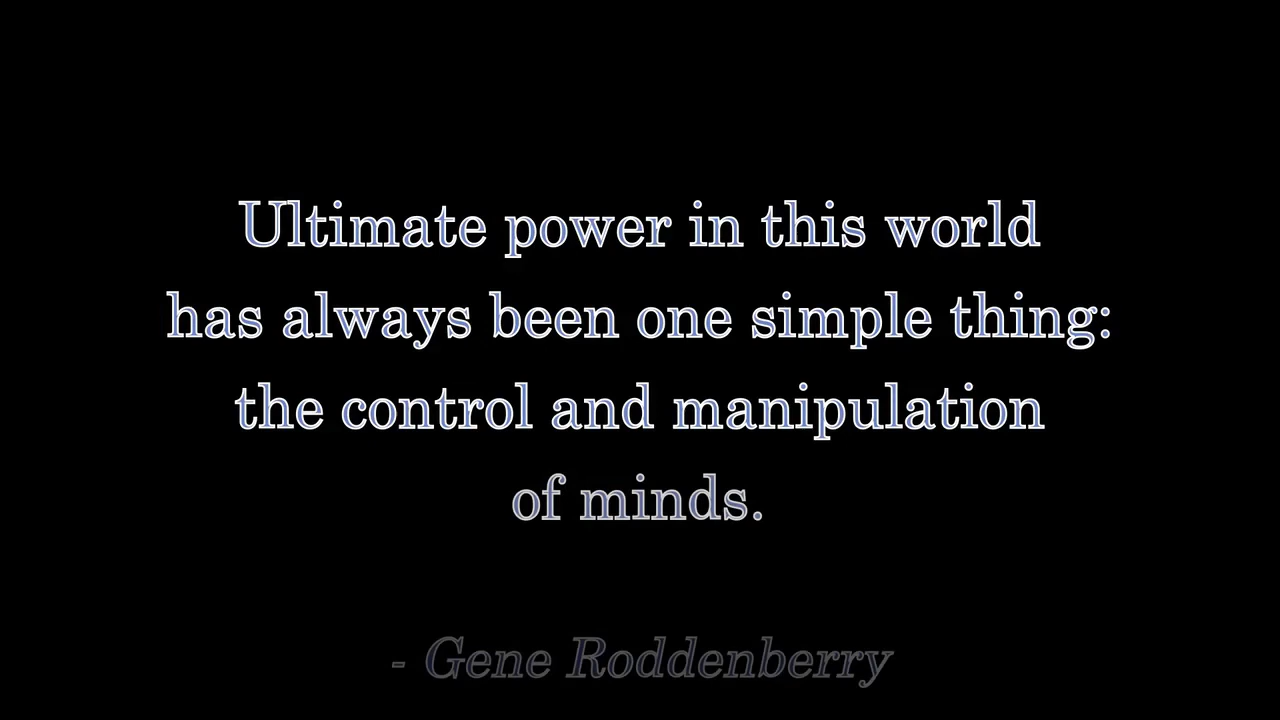 Ultimate power in this world
has always been one simple thing:
the control and manipulation
of minds.
- Gene Roddenberry